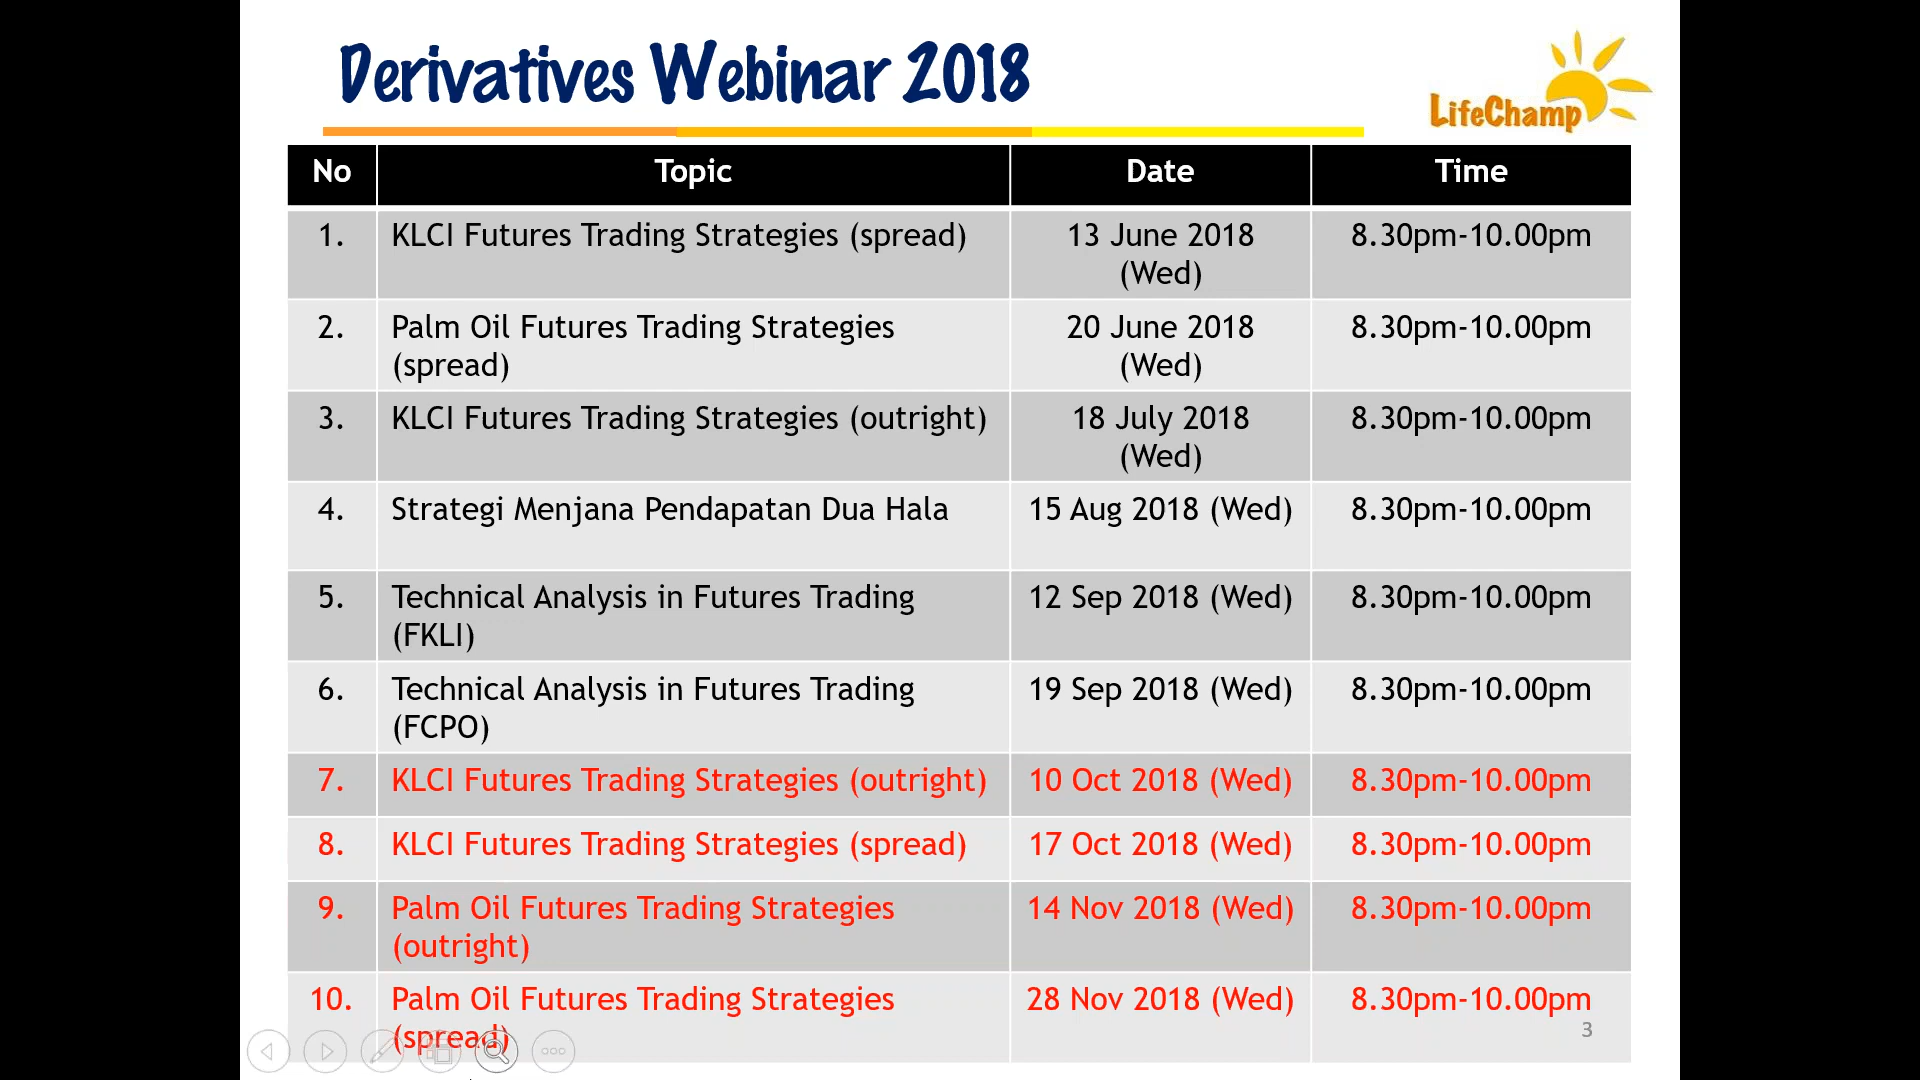 Derivatives Webinar 2018
LifeChamp
No Topic Date Time
1. KLCI Futures Trading Strategies (spread) 13 June 2018 8.30pm-10.00pm
(Wed)
2. Palm Oil Futures Trading Strategies 20 June 2018 8.30pm-10.00pm
(spread) (Wed)
3. KLCI Futures Trading Strategies (outright) 18 July 2018 8.30pm-10.00pm
(Wed)
4. Strategi Menjana Pendapatan Dua Hala 15 Aug 2018 (Wed) 8.30pm-10.00pm
5. Technical Analysis in Futures Trading 12 Sep 2018 (Wed) 8.30pm-10.00pm
(FKLI)
6. Technical Analysis in Futures Trading 19 Sep 2018 (Wed) 8.30pm-10.00pm
(FCPO)
7. KLCI Futures Trading Strategies (outright) 10 Oct 2018 (Wed) 8.30pm-10.00pm
8. KLCI Futures Trading Strategies (spread) 17 Oct 2018 (Wed) 8.30pm-10.00pm
9. Palm Oil Futures Trading Strategies 14 Nov 2018 (Wed) 8.30pm-10.00pm
(outright)
10. Palm Oil Futures Trading Strategies 28 Nov 2018 (Wed) 8.30pm-10.00pm
(spread)
3